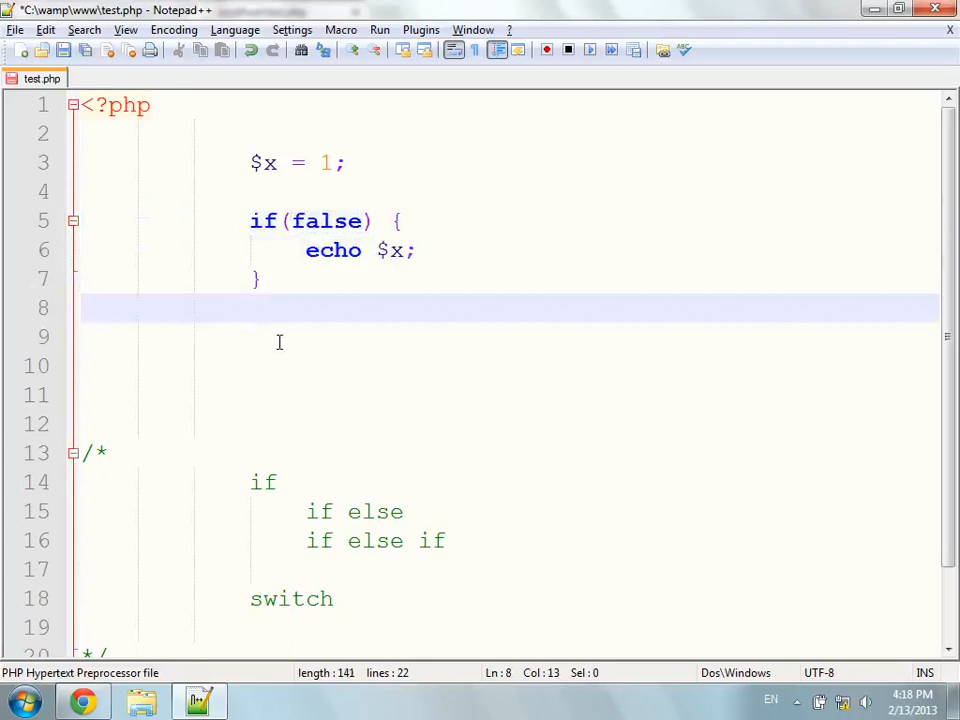 *C:\wamp\www\test.php - Notepad++
File Edit Search View Encoding Language Settings Macro Run Plugins Window ? X
test.php
1 <?php
2
3 $x = 1;
4
5 if(false) {
6 echo $x;
7 }
8
9
10
11
12
13 /*
14 if
15 if else
16 if else if
17
18 switch
19
20 */
PHP Hypertext Preprocessor file length : 141 lines : 22 Ln : 8 Col : 13 Sel : 0 Dos\Windows UTF-8 INS
EN 4:18 PM
2/13/2013